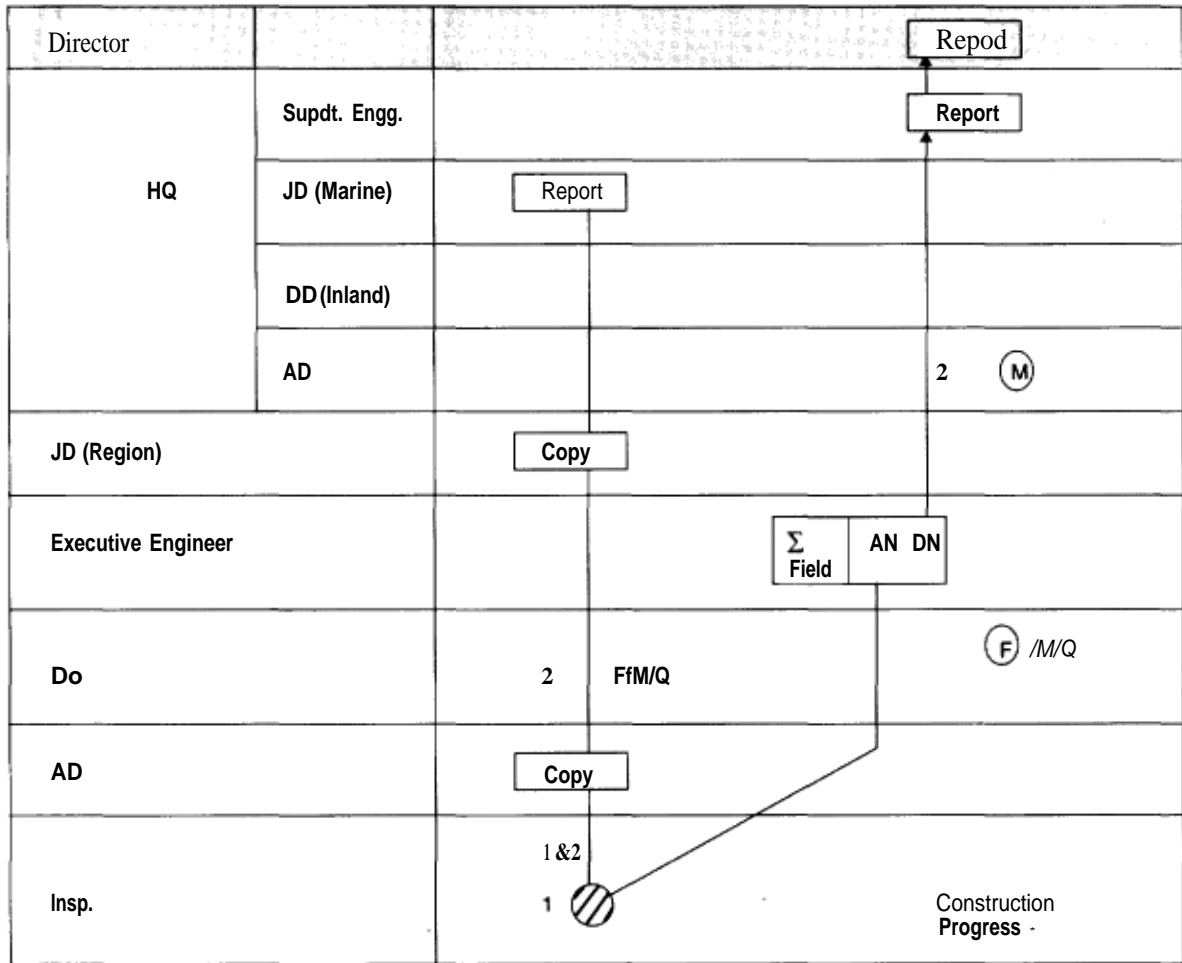 Director
Repod
Supdt. Engg.
Report
HQ
JD (Marine)
Report
DD (Inland)
AD
2
M
JD (Region)
Copy
Executive Engineer
Σ
Field
AN DN
F /M/Q
Do
2
FfM/Q
AD
Copy
1 &2
Insp.
1
Construction
Progress